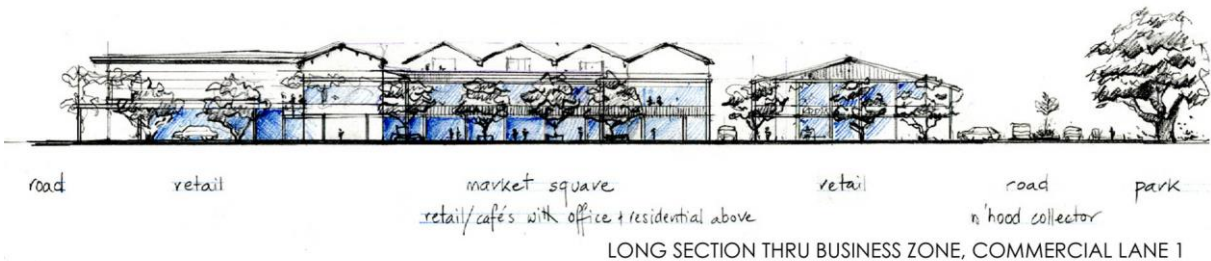 road retail market square retail road park
retail/café's with office + residential above n'hood collector
LONG SECTION THRU BUSINESS ZONE, COMMERCIAL LANE 1